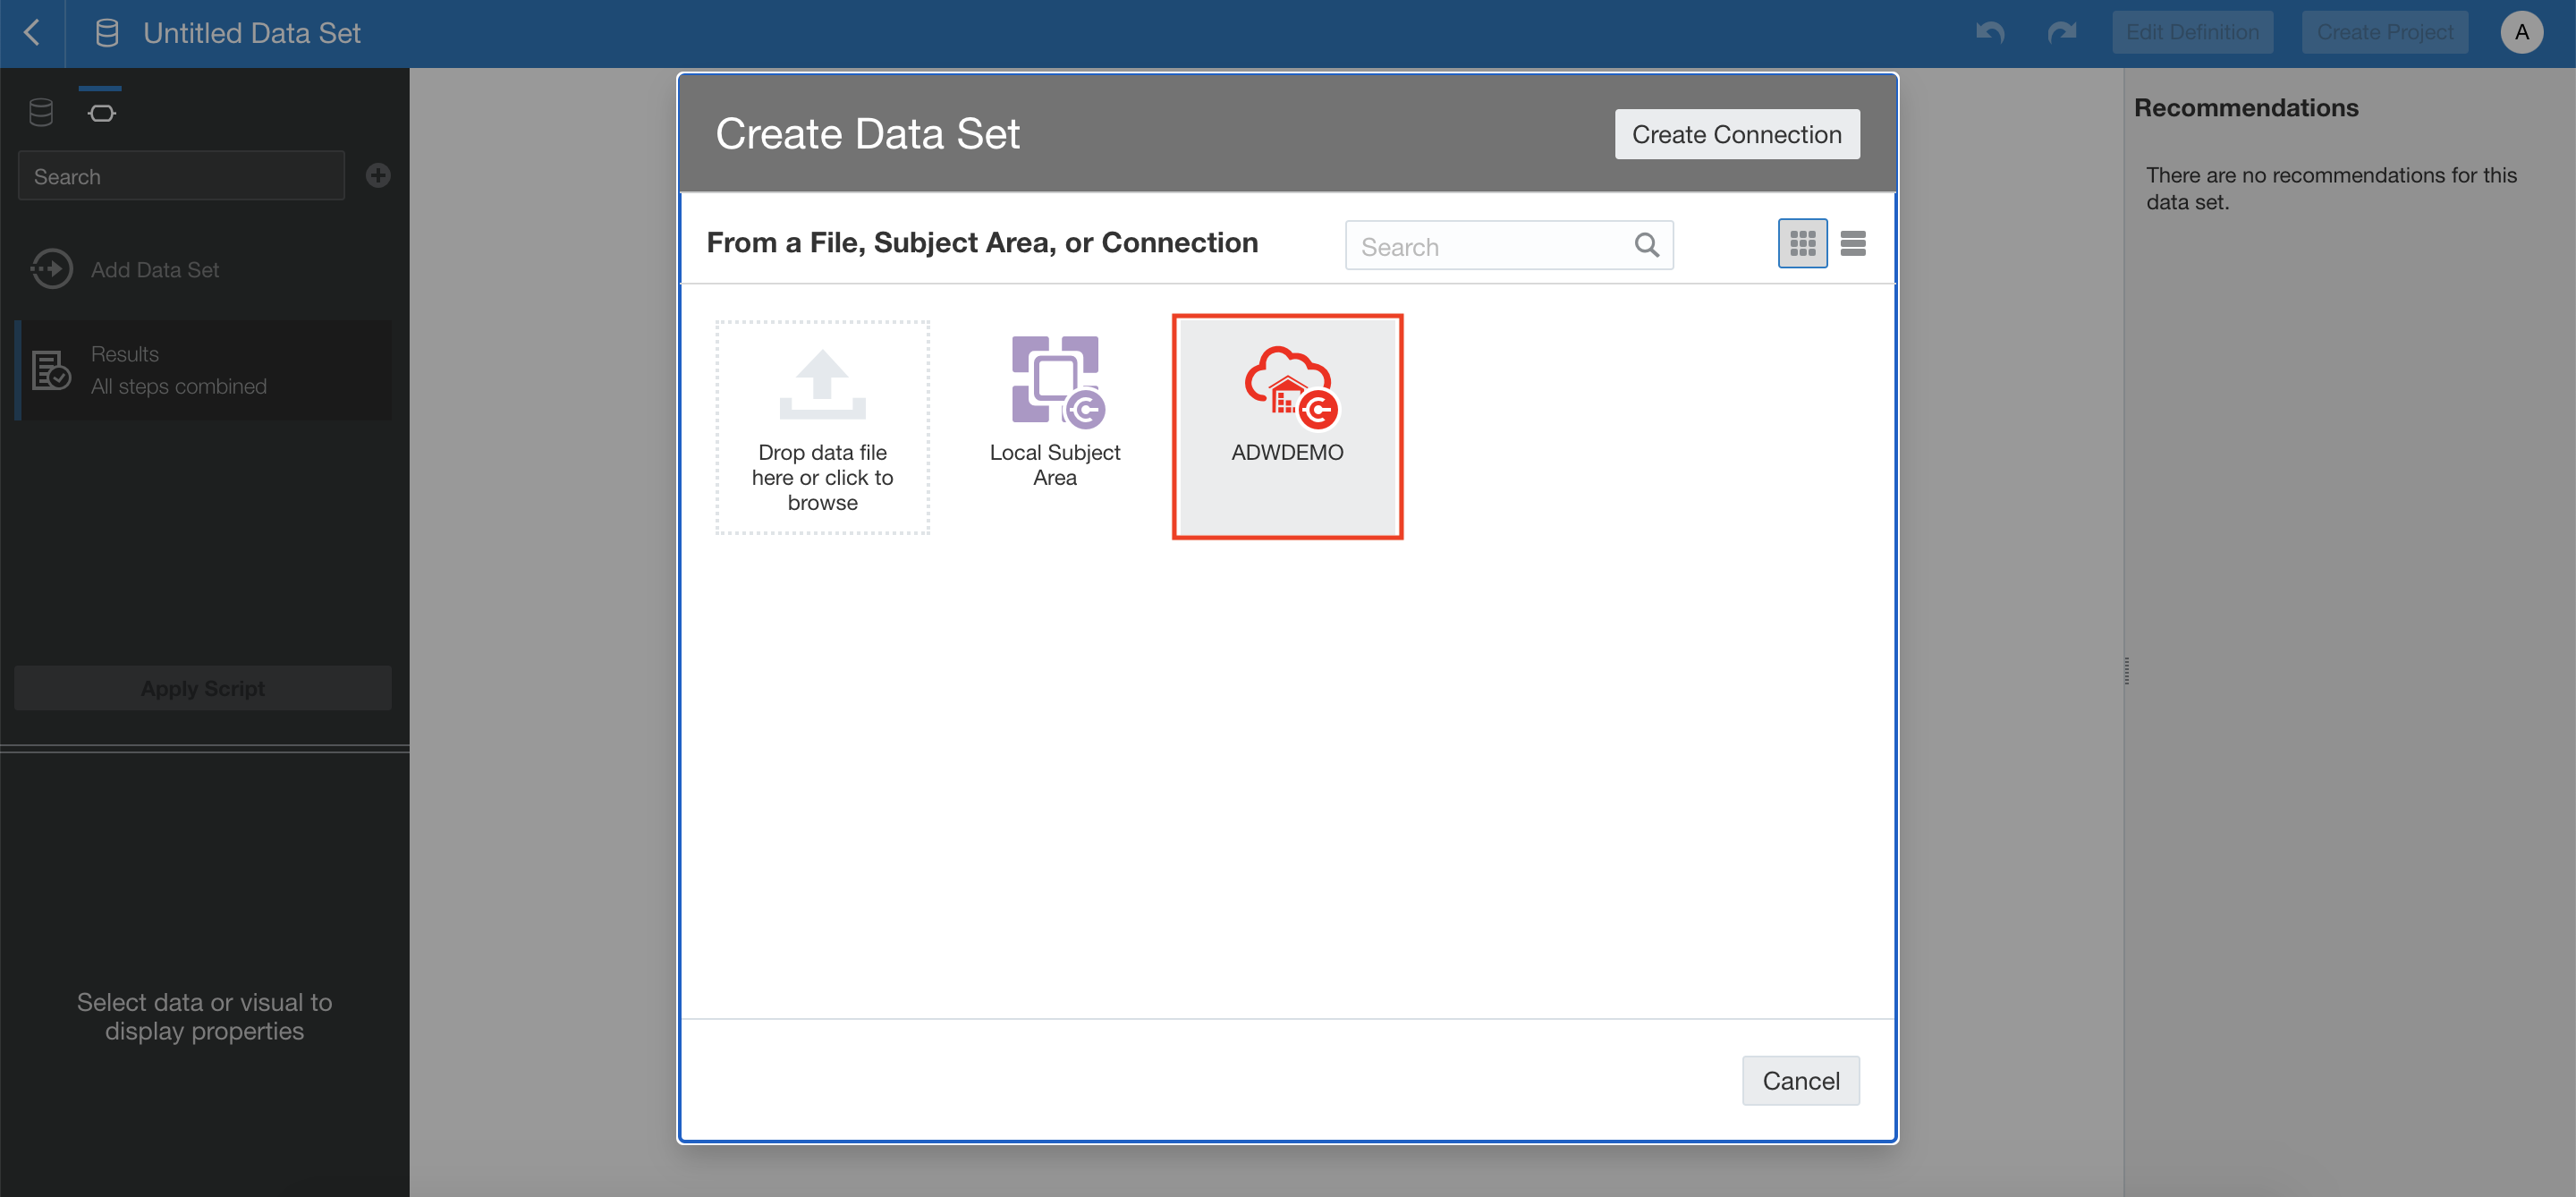 Untitled Data Set
Edit Definition
Create Project
A
Search
Add Data Set
Results
All steps combined
Apply Script
Select data or visual to
display properties
Create Data Set
Create Connection
From a File, Subject Area, or Connection
Search
Drop data file
here or click to
browse
Local Subject
Area
ADWDEMO
Cancel
Recommendations
There are no recommendations for this
data set.